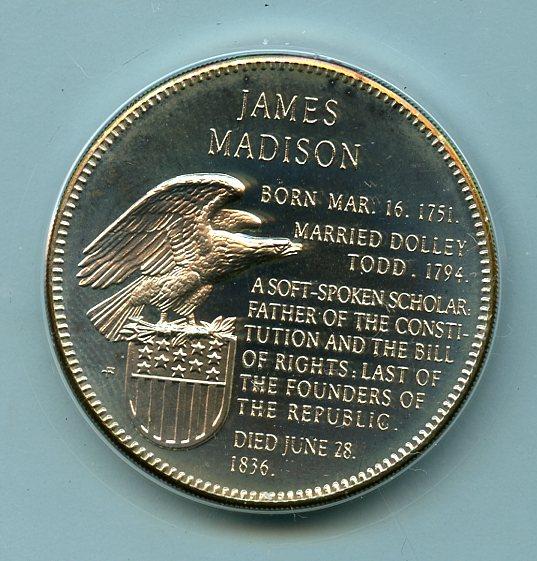 JAMES
MADISON
BORN MAR. 16. 1751.
MARRIED DOLLEY
TODD. 1794.
A SOFT-SPOKEN SCHOLAR:
FATHER OF THE CONSTI-
TUTION AND THE BILL
OF RIGHTS: LAST OF
THE FOUNDERS OF
THE REPUBLIC.
DIED JUNE 28.
1836.